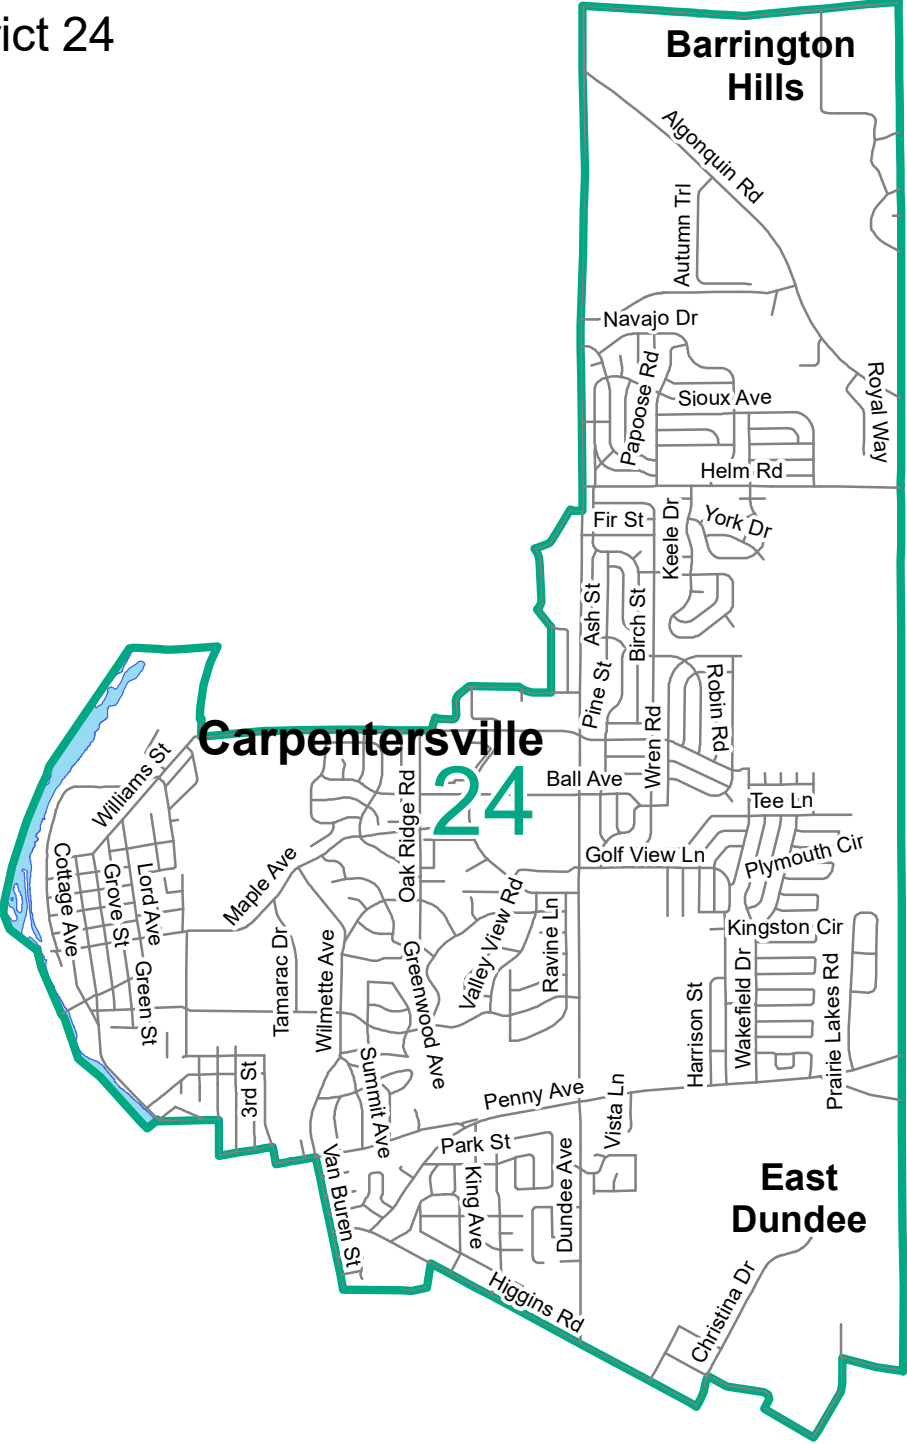 ict 24
Barrington
Hills
Algonquin Rd
Autumn Trl
Navajo Dr
Papoose Rd
Sioux Ave
Royal Way
Helm Rd
Fir St
Keele Dr
York Dr
Ash St
Birch St
Pine St
Robin Rd
Wren Rd
Carpentersville
24
Williams St
Oak Ridge Rd
Ball Ave
Tee Ln
Golf View Ln
Plymouth Cir
Cottage Ave
Grove St
Lord Ave
Maple Ave
Valley View Rd
Ravine Ln
Kingston Cir
Green St
Tamarac Dr
Wilmette Ave
Greenwood Ave
Harrison St
Wakefield Dr
Prairie Lakes Rd
3rd St
Summit Ave
Penny Ave
Vista Ln
Park St
Van Buren St
King Ave
Dundee Ave
East
Dundee
Higgins Rd
Christina Dr